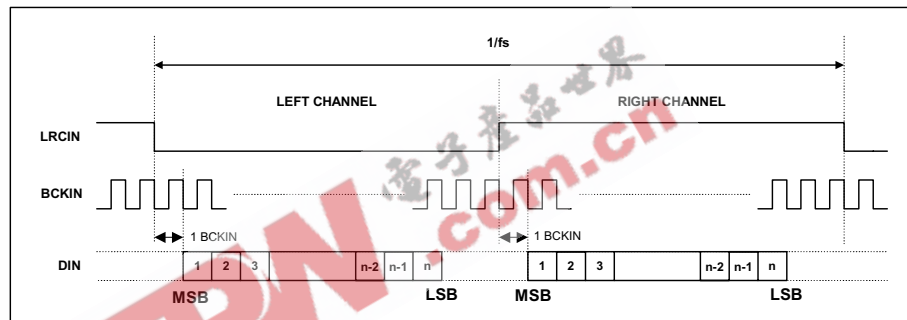 1/fs
LEFT CHANNEL
RIGHT CHANNEL
LRCIN
BCKIN
1 BCKIN
1 BCKIN
DIN
1 2 3 n-2 n-1 n
1 2 3 n-2 n-1 n
MSB
LSB
MSB
LSB
電子產品世界
.com.cn